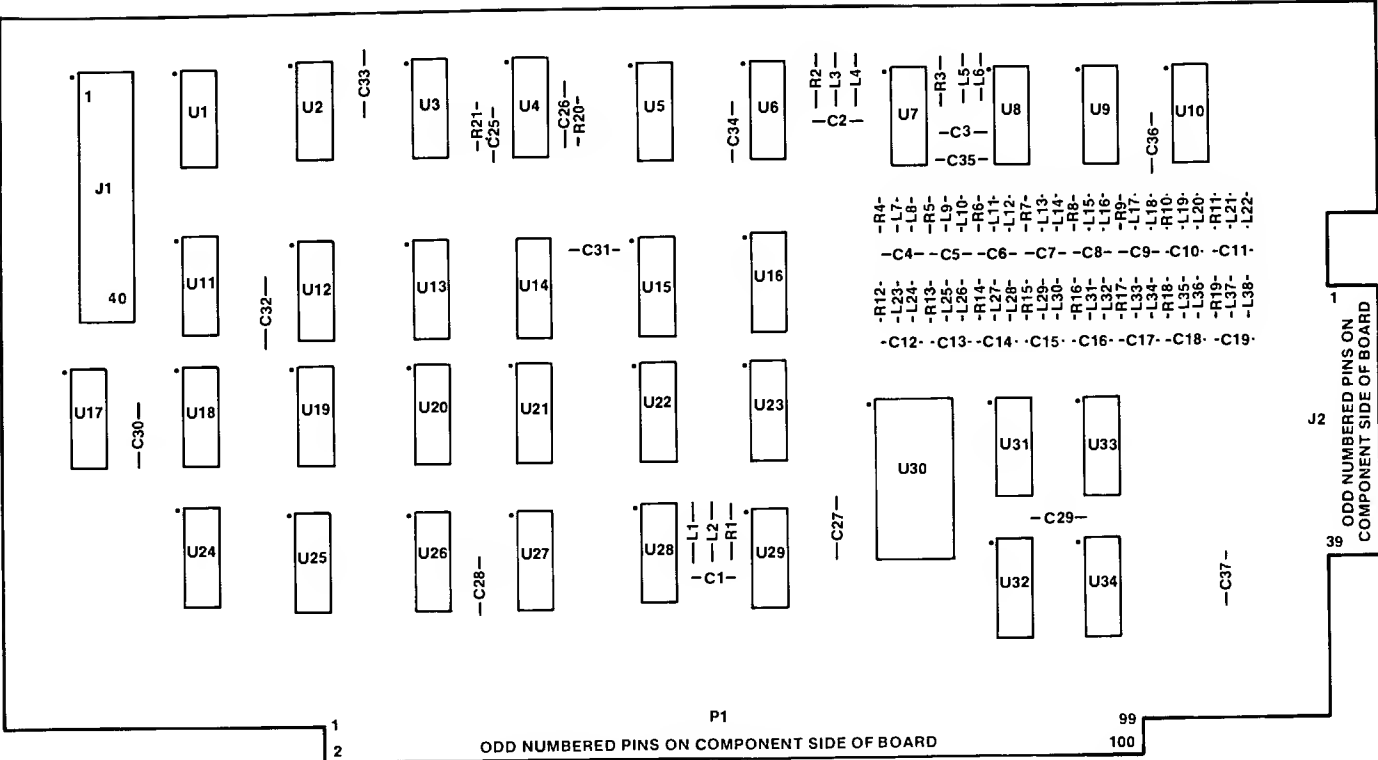 1
J1
40
U1
U2
-C33-
U3
-R21-
-C25-
U4
-C26-
-R20-
U5
-C34-
U6
-R2-
-L3-
-L4-
-C2-
U7
-R3-
-L5-
-L6-
-C3-
-C35-
U8
U9
-C36-
U10
-R4-
-L7-
-L8-
-R5-
-L9-
-L10-
-R6-
-L11-
-L12-
-R7-
-L13-
-L14-
-R8-
-L15-
-L16-
-R9-
-L17-
-L18-
-R10-
-L19-
-L20-
-R11-
-L21-
-L22-
-C4- -C5- -C6- -C7- -C8- -C9- -C10- -C11-
U11
-C32-
U12
U13
U14
-C31-
U15
U16
-R12-
-L23-
-L24-
-R13-
-L25-
-L26-
-R14-
-L27-
-L28-
-R15-
-L29-
-L30-
-R16-
-L31-
-L32-
-R17-
-L33-
-L34-
-R18-
-L35-
-L36-
-R19-
-L37-
-L38-
-C12- -C13- -C14- -C15- -C16- -C17- -C18- -C19-
U17
-C30-
U18
U19
U20
U21
U22
U23
U30
U31
U33
U24
U25
U26
-C28-
U27
U28
-L1-
-L2-
-R1-
-C1-
U29
-C27-
-C29-
U32
U34
-C37-
1
J2
39
ODD NUMBERED PINS ON
COMPONENT SIDE OF BOARD
1
2
P1
ODD NUMBERED PINS ON COMPONENT SIDE OF BOARD
99
100